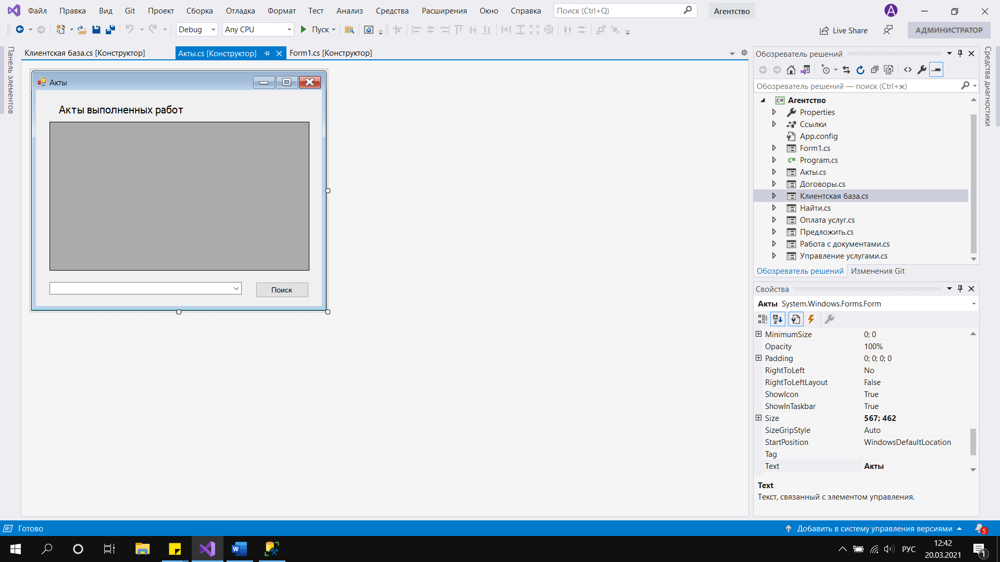 Файл Правка Вид Git Проект Сборка Отладка Формат Тест Анализ Средства Расширения Окно Справка Поиск (Ctrl+Q) Агентство A
Debug Any CPU Пуск Live Share АДМИНИСТРАТОР
Панель элементов
Клиентская база.cs [Конструктор] Акты.cs [Конструктор] Form1.cs [Конструктор]
Акты
Акты выполненных работ
Поиск
Обозреватель решений
Обозреватель решений — поиск (Ctrl+ж)
C# Агентство
Properties
Ссылки
App.config
Form1.cs
C# Program.cs
Акты.cs
Договоры.cs
Клиентская база.cs
Найти.cs
Оплата услуг.cs
Предложить.cs
Работа с документами.cs
Управление услугами.cs
Обозреватель решений Изменения Git
Средства диагностики
Свойства
Акты System.Windows.Forms.Form
MinimumSize 0; 0
Opacity 100%
Padding 0; 0; 0; 0
RightToLeft No
RightToLeftLayout False
ShowIcon True
ShowInTaskbar True
Size 567; 462
SizeGripStyle Auto
StartPosition WindowsDefaultLocation
Tag
Text Акты
Text
Текст, связанный с элементом управления.
Готово Добавить в систему управления версиями 5
РУС 12:42
20.03.2021 1